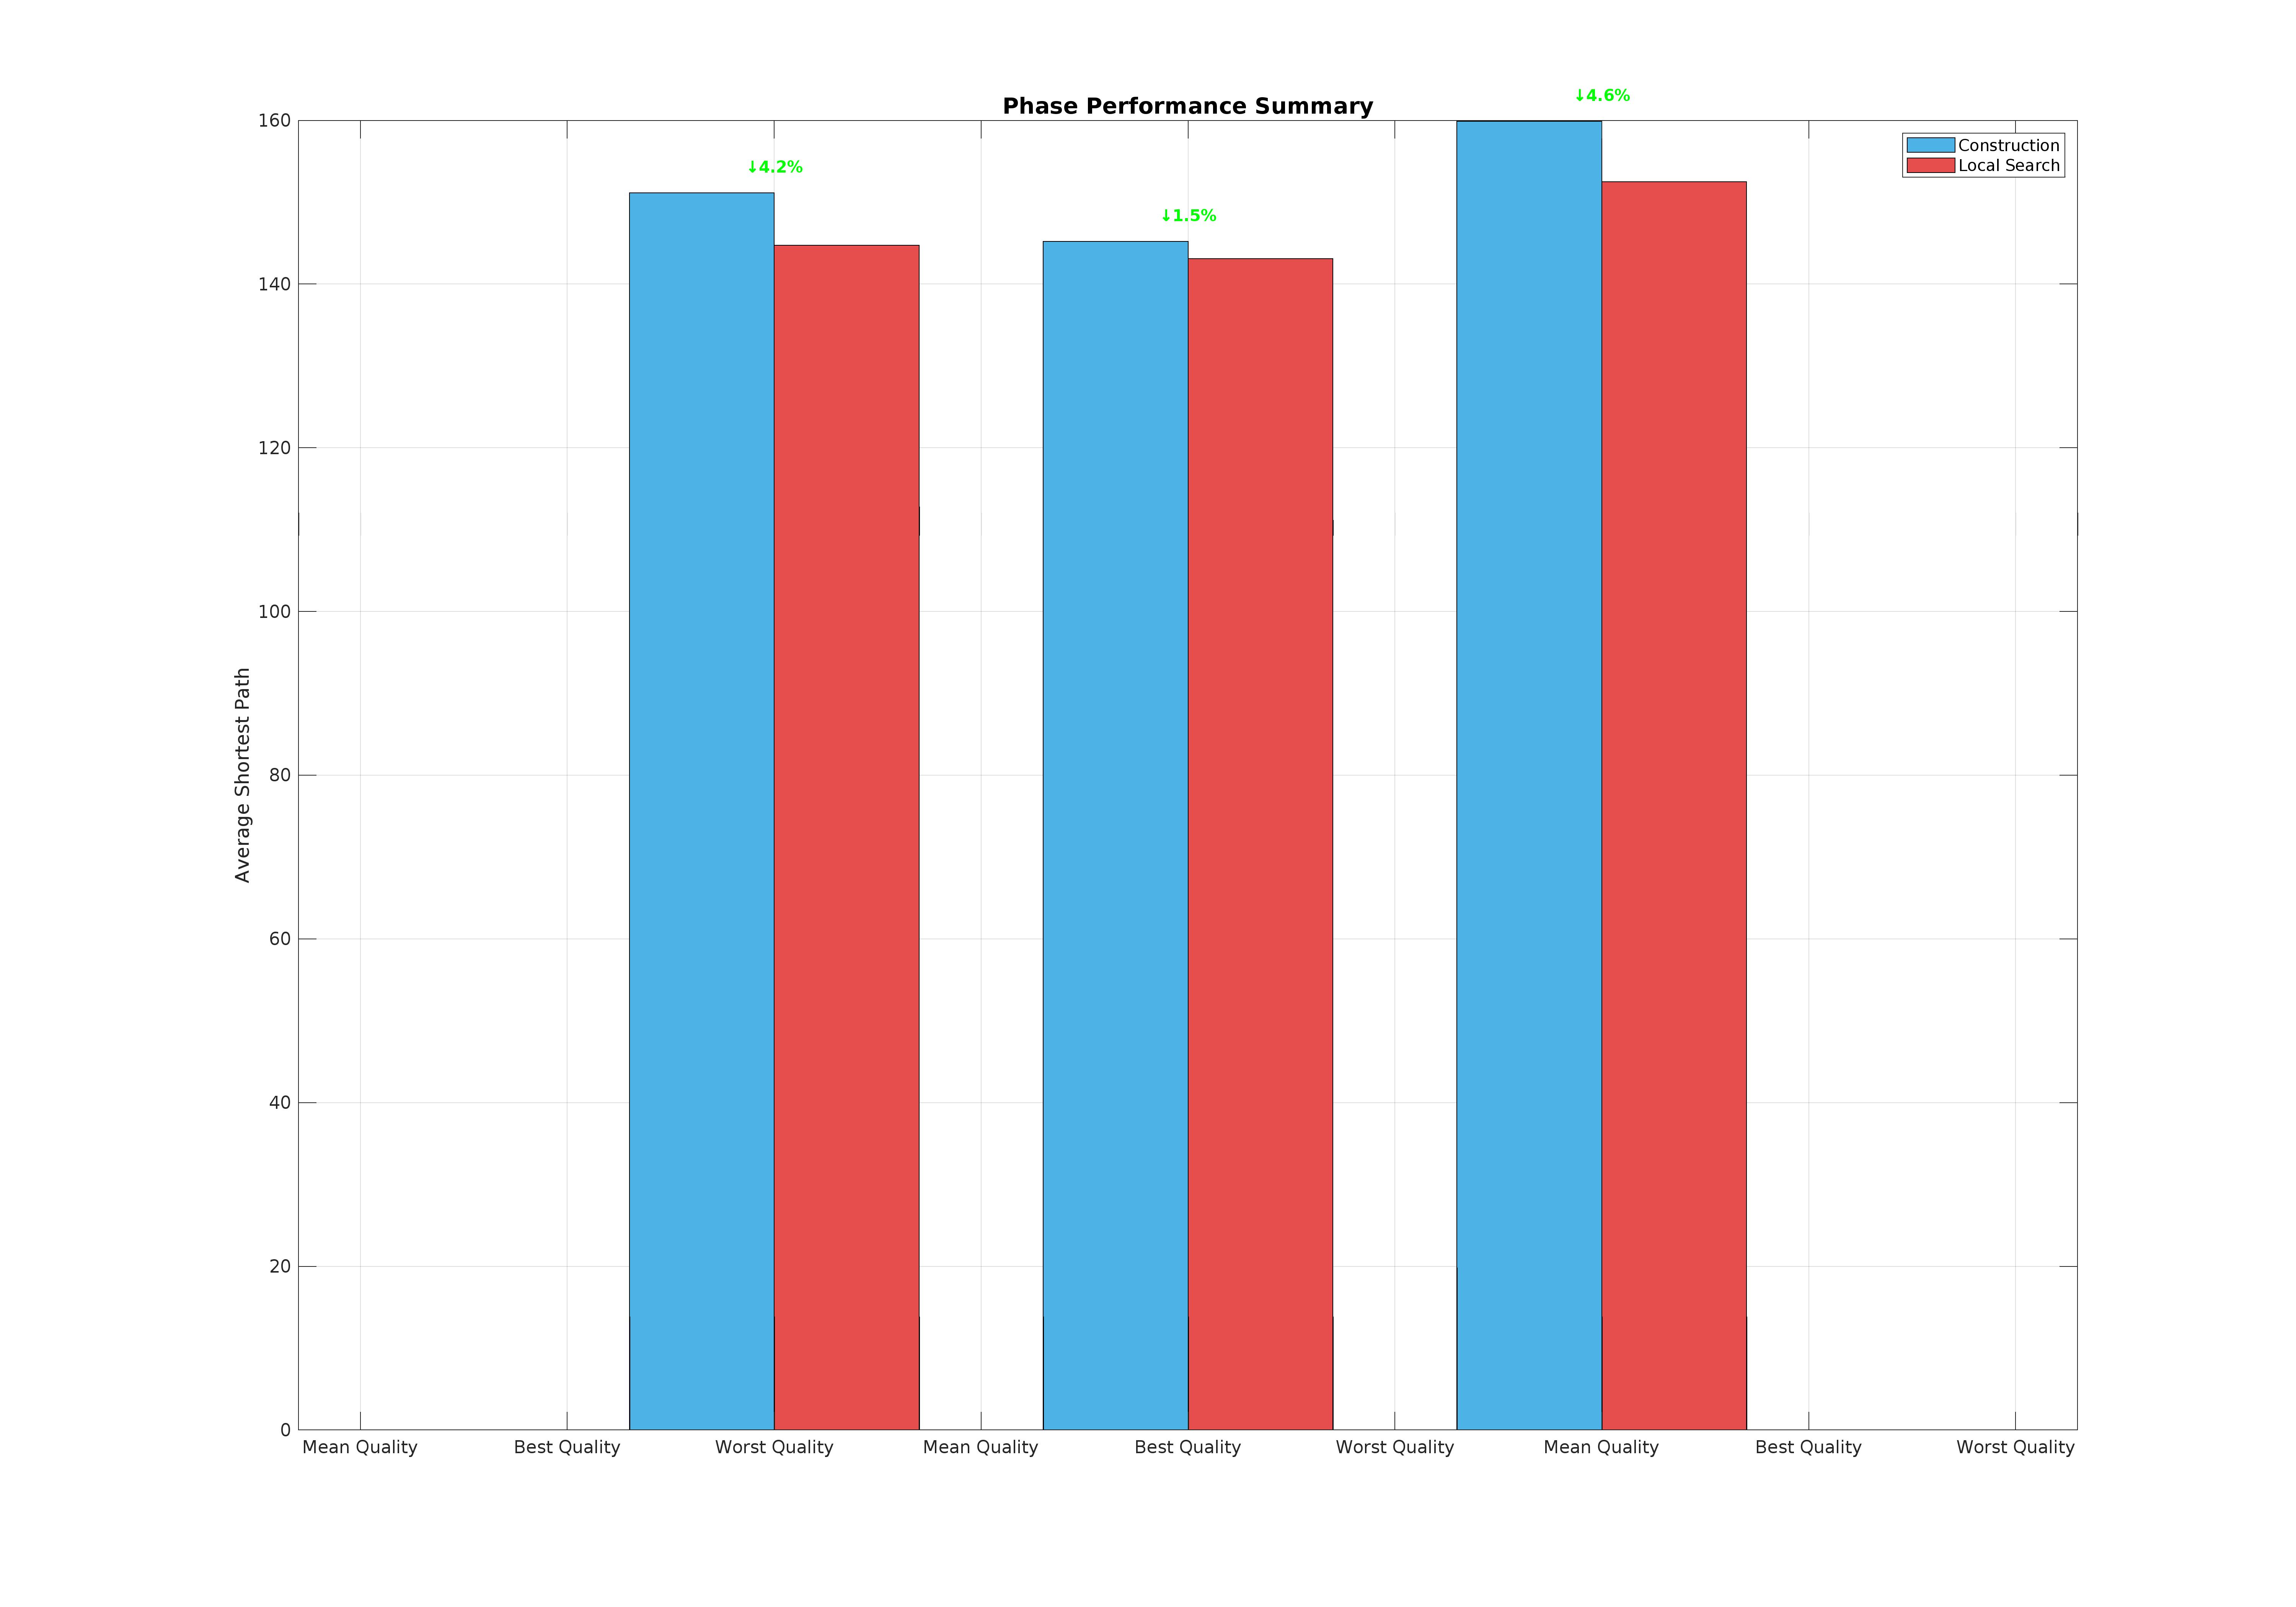 ↓4.6%
Phase Performance Summary
160
Construction
Local Search
↓4.2%
↓1.5%
140
120
100
80
60
40
20
0
Average Shortest Path
Mean Quality
Best Quality
Worst Quality
Mean Quality
Best Quality
Worst Quality
Mean Quality
Best Quality
Worst Quality